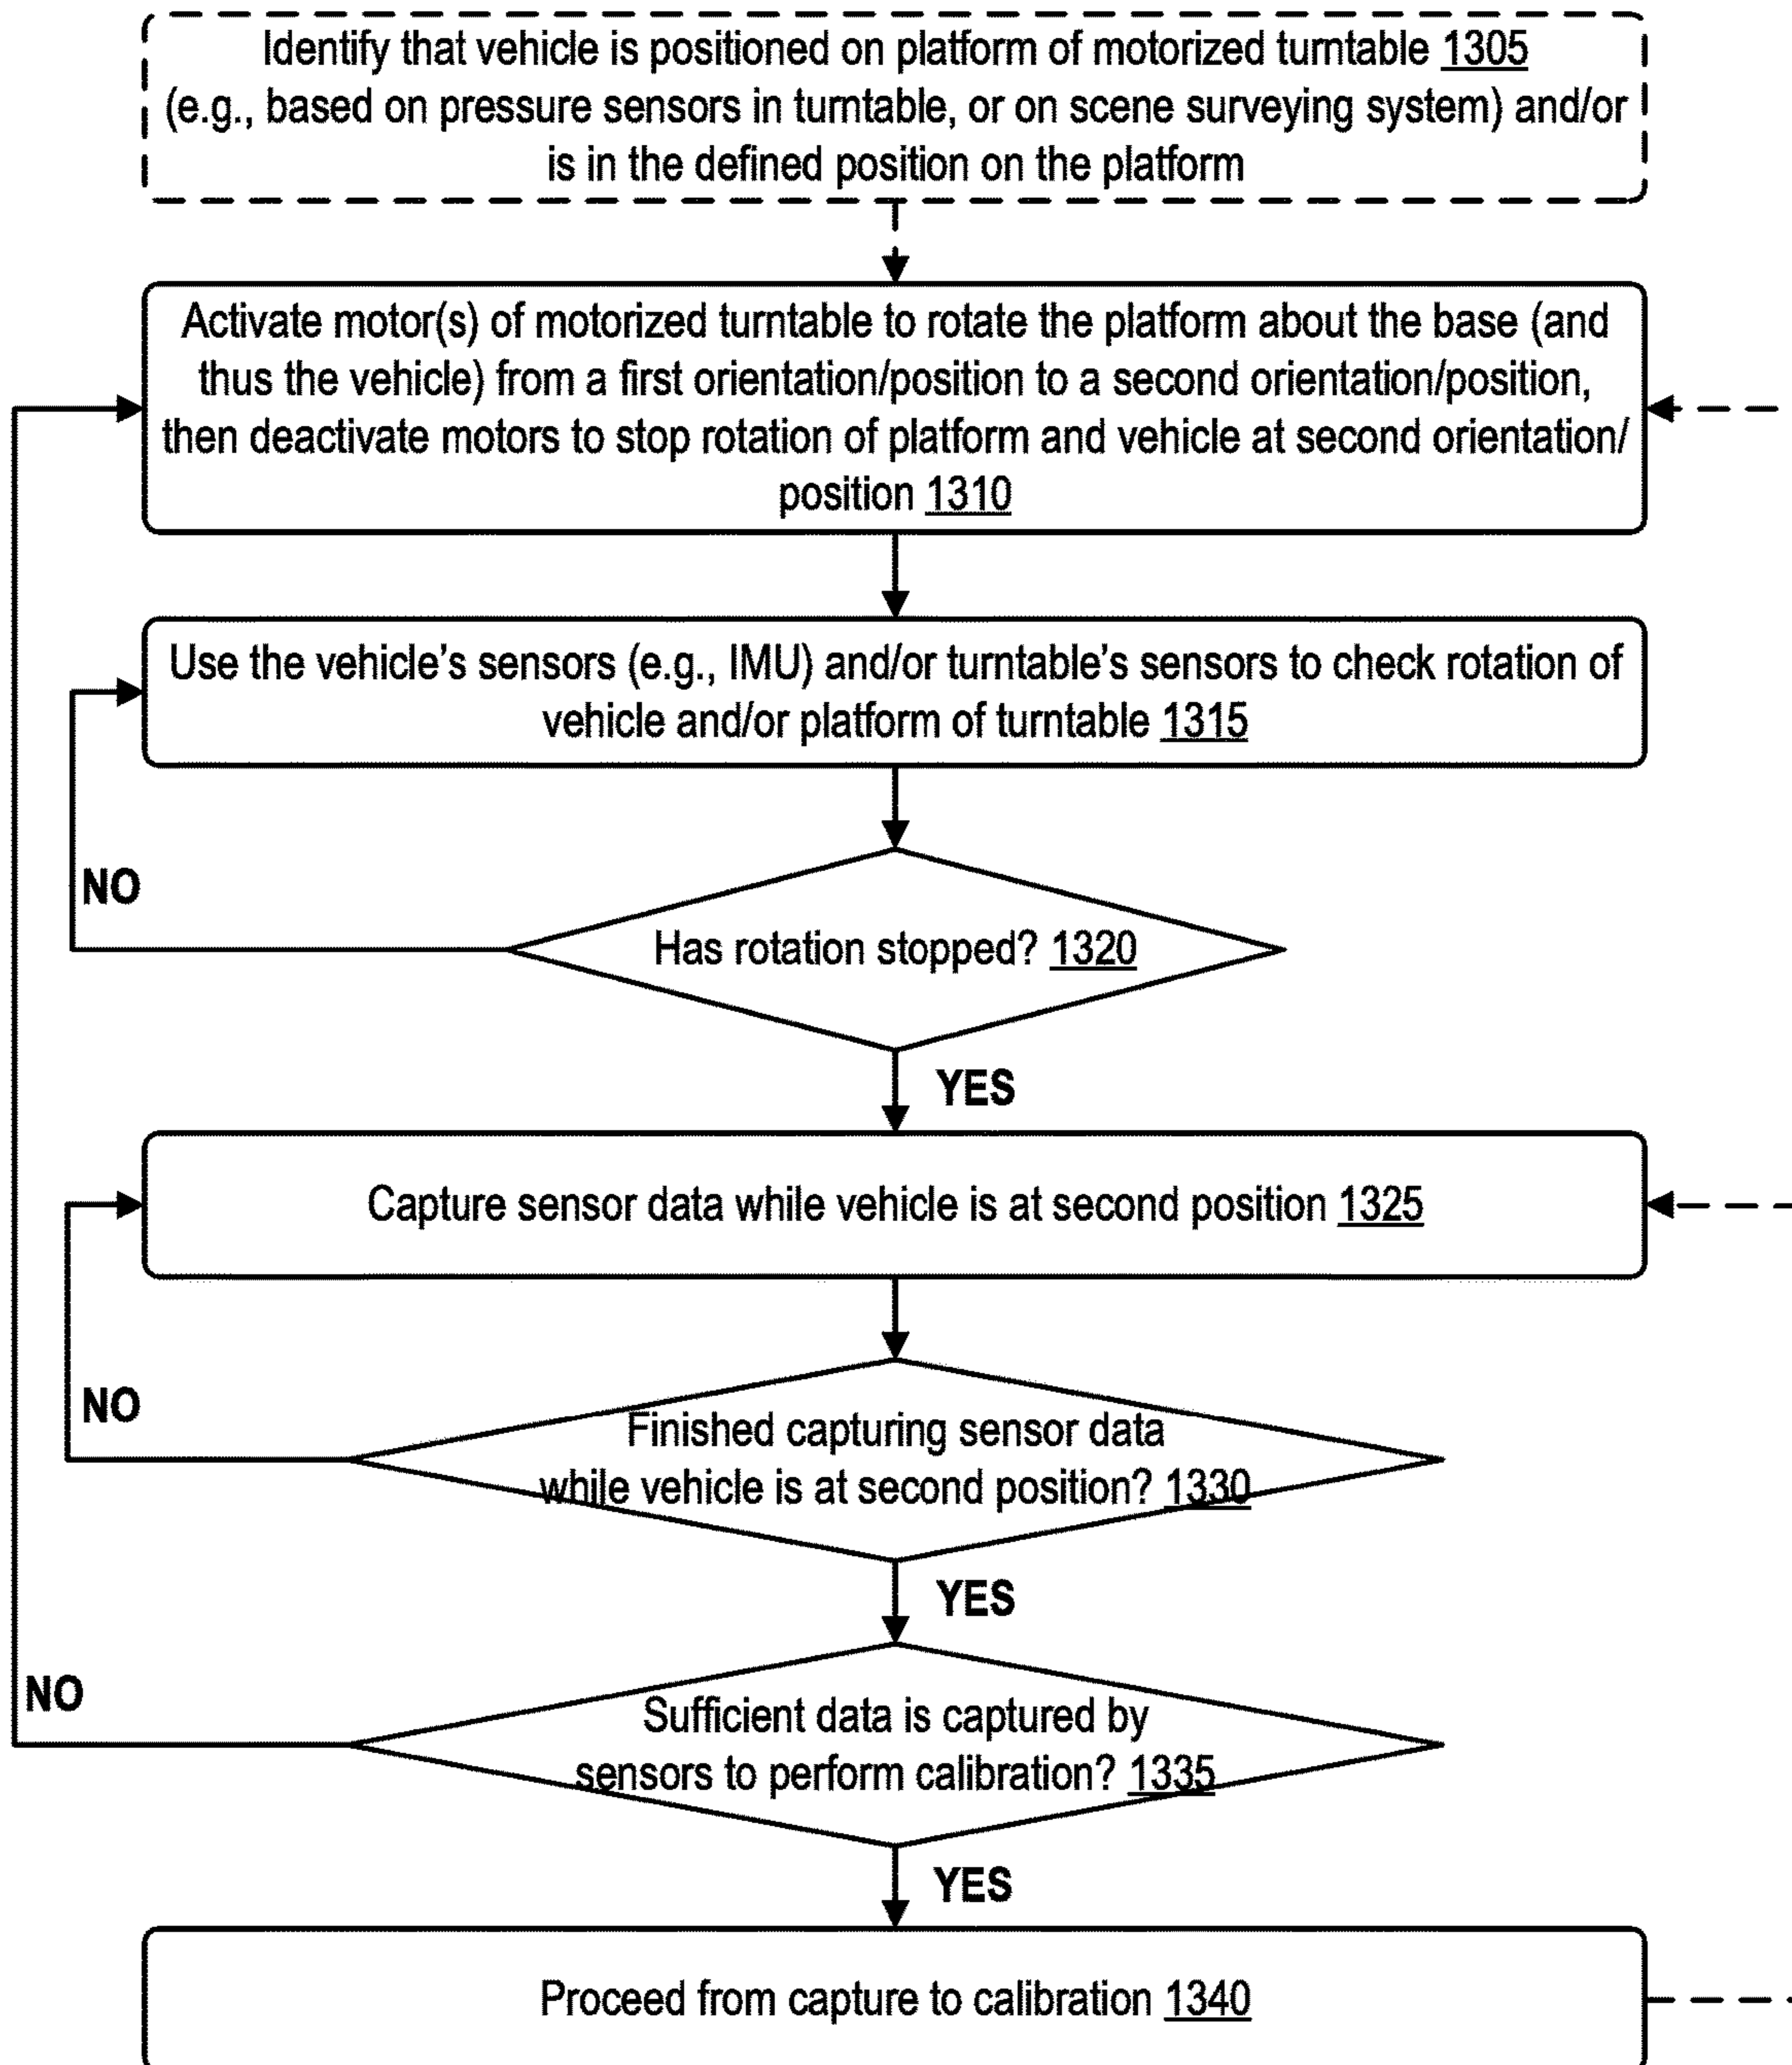 Identify that vehicle is positioned on platform of motorized turntable 1305
(e.g., based on pressure sensors in turntable, or on scene surveying system) and/or
is in the defined position on the platform
Activate motor(s) of motorized turntable to rotate the platform about the base (and
thus the vehicle) from a first orientation/position to a second orientation/position,
then deactivate motors to stop rotation of platform and vehicle at second orientation/
position 1310
Use the vehicle's sensors (e.g., IMU) and/or turntable's sensors to check rotation of
vehicle and/or platform of turntable 1315
NO
Has rotation stopped? 1320
YES
Capture sensor data while vehicle is at second position 1325
NO
Finished capturing sensor data
while vehicle is at second position? 1330
YES
NO
Sufficient data is captured by
sensors to perform calibration? 1335
YES
Proceed from capture to calibration 1340